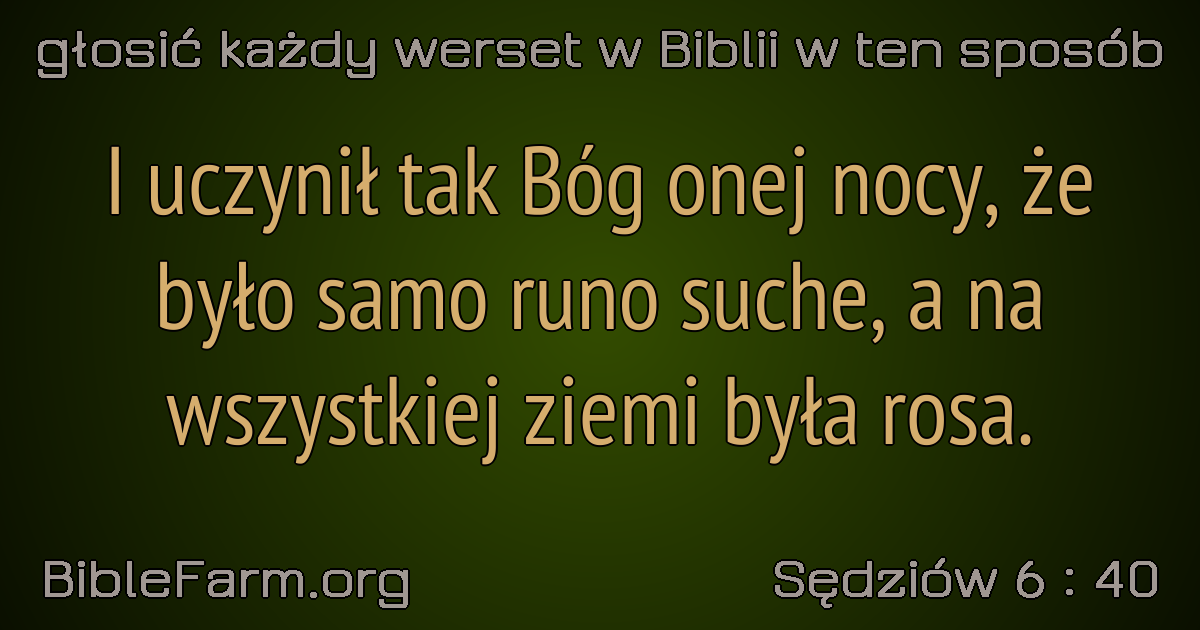 głosić każdy werset w Biblii w ten sposób
I uczynił tak Bóg onej nocy, że
było samo runo suche, a na
wszystkiej ziemi była rosa.
BibleFarm.org
Sędziów 6 : 40